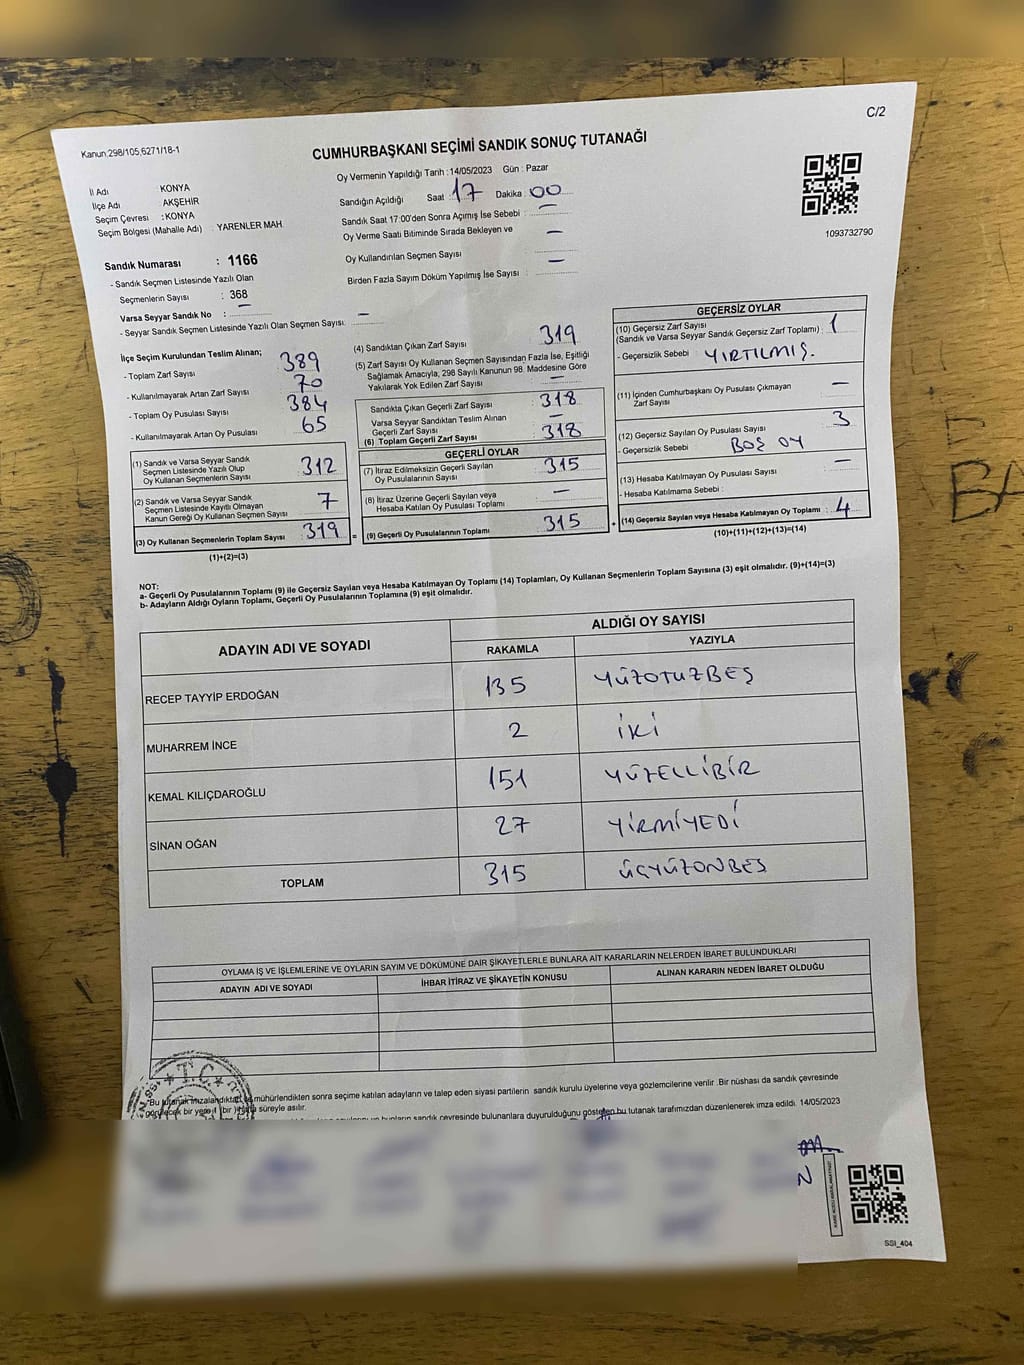 C/2
Kanun,298/105,6271/18-1
CUMHURBAŞKANI SEÇİMİ SANDIK SONUÇ TUTANAĞI
İl Adı : KONYA
İlçe Adı : AKŞEHİR
Seçim Çevresi : KONYA
Seçim Bölgesi (Mahalle Adı) : YARENLER MAH
Oy Vermenin Yapıldığı Tarih :14/05/2023 Gün : Pazar
Sandığın Açıldığı Saat : 17 Dakika : 00
Sandık Saat 17:00'den Sonra Açımış İse Sebebi : —
Oy Verme Saati Bitiminde Sırada Bekleyen ve
Oy Kullandırılan Seçmen Sayısı : —
Birden Fazla Sayım Döküm Yapılmış İse Sayısı : —
1093732790
Sandık Numarası : 1166
- Sandık Seçmen Listesinde Yazılı Olan
Seçmenlerin Sayısı : 368
Varsa Seyyar Sandık No : —
- Seyyar Sandık Seçmen Listesinde Yazılı Olan Seçmen Sayısı: —
İlçe Seçim Kurulundan Teslim Alınan;
- Toplam Zarf Sayısı : 389
- Kullanılmayarak Artan Zarf Sayısı : 70
- Toplam Oy Pusulası Sayısı : 384
- Kullanılmayarak Artan Oy Pusulası : 65
(1) Sandık ve Varsa Seyyar Sandık
Seçmen Listesinde Yazılı Olup
Oy Kullanan Seçmenlerin Sayısı : 312
(2) Sandık ve Varsa Seyyar Sandık
Seçmen Listesinde Kayıtlı Olmayan
Kanun Gereği Oy Kullanan Seçmen Sayısı : 7
(3) Oy Kullanan Seçmenlerin Toplam Sayısı : 319
(1)+(2)=(3)
(4) Sandıktan Çıkan Zarf Sayısı : 319
(5) Zarf Sayısı Oy Kullanan Seçmen Sayısından Fazla İse, Eşitliği
Sağlamak Amacıyla, 298 Sayılı Kanunun 98. Maddesine Göre
Yakılarak Yok Edilen Zarf Sayısı : —
Sandıkta Çıkan Geçerli Zarf Sayısı : 318
Varsa Seyyar Sandıktan Teslim Alınan
Geçerli Zarf Sayısı : —
(6) Toplam Geçerli Zarf Sayısı : 318
GEÇERLİ OYLAR
(7) İtiraz Edilmeksizin Geçerli Sayılan
Oy Pusulalarının Sayısı : 315
(8) İtiraz Üzerine Geçerli Sayılan veya
Hesaba Katılan Oy Pusulası Toplamı : —
= (9) Geçerli Oy Pusulalarının Toplamı : 315
GEÇERSİZ OYLAR
(10) Geçersiz Zarf Sayısı
(Sandık ve Varsa Seyyar Sandık Geçersiz Zarf Toplamı) : 1
- Geçersizlik Sebebi : YIRTILMIŞ.
(11) İçinden Cumhurbaşkanı Oy Pusulası Çıkmayan
Zarf Sayısı : —
(12) Geçersiz Sayılan Oy Pusulası Sayısı : 3
- Geçersizlik Sebebi : BOŞ OY
(13) Hesaba Katılmayan Oy Pusulası Sayısı : —
- Hesaba Katılmama Sebebi :
+ (14) Geçersiz Sayılan veya Hesaba Katılmayan Oy Toplamı : 4
(10)+(11)+(12)+(13)=(14)
NOT:
a- Geçerli Oy Pusulalarının Toplamı (9) ile Geçersiz Sayılan veya Hesaba Katılmayan Oy Toplamı (14) Toplamları, Oy Kullanan Seçmenlerin Toplam Sayısına (3) eşit olmalıdır. (9)+(14)=(3)
b- Adayların Aldığı Oyların Toplamı, Geçerli Oy Pusulalarının Toplamına (9) eşit olmalıdır.
ADAYIN ADI VE SOYADI
ALDIĞI OY SAYISI
RAKAMLA YAZIYLA
RECEP TAYYİP ERDOĞAN 135 YÜZOTUZBEŞ
MUHARREM İNCE 2 İKİ
KEMAL KILIÇDAROĞLU 151 YÜZELLİBİR
SİNAN OĞAN 27 YİRMİYEDİ
TOPLAM 315 ÜÇYÜZONBEŞ
OYLAMA İŞ VE İŞLEMLERİNE VE OYLARIN SAYIM VE DÖKÜMÜNE DAİR ŞİKAYETLERLE BUNLARA AİT KARARLARIN NELERDEN İBARET BULUNDUKLARI
ADAYIN ADI VE SOYADI İHBAR İTİRAZ VE ŞİKAYETİN KONUSU ALINAN KARARIN NEDEN İBARET OLDUĞU
T.C.
"Bu tutanak imzalandıktan ve mühürlendikten sonra seçime katılan adayların ve talep eden siyasi partilerin sandık kurulu üyelerine veya gözlemcilerine verilir .Bir nüshası da sandık çevresinde
görülecek bir yere 1 (bir ) hafta süreyle asılır.
bunların sandık çevresinde bulunanlara duyurulduğunu gösteren bu tutanak tarafımızdan düzenlenerek imza edildi. 14/05/2023
N
SSI_404
BA